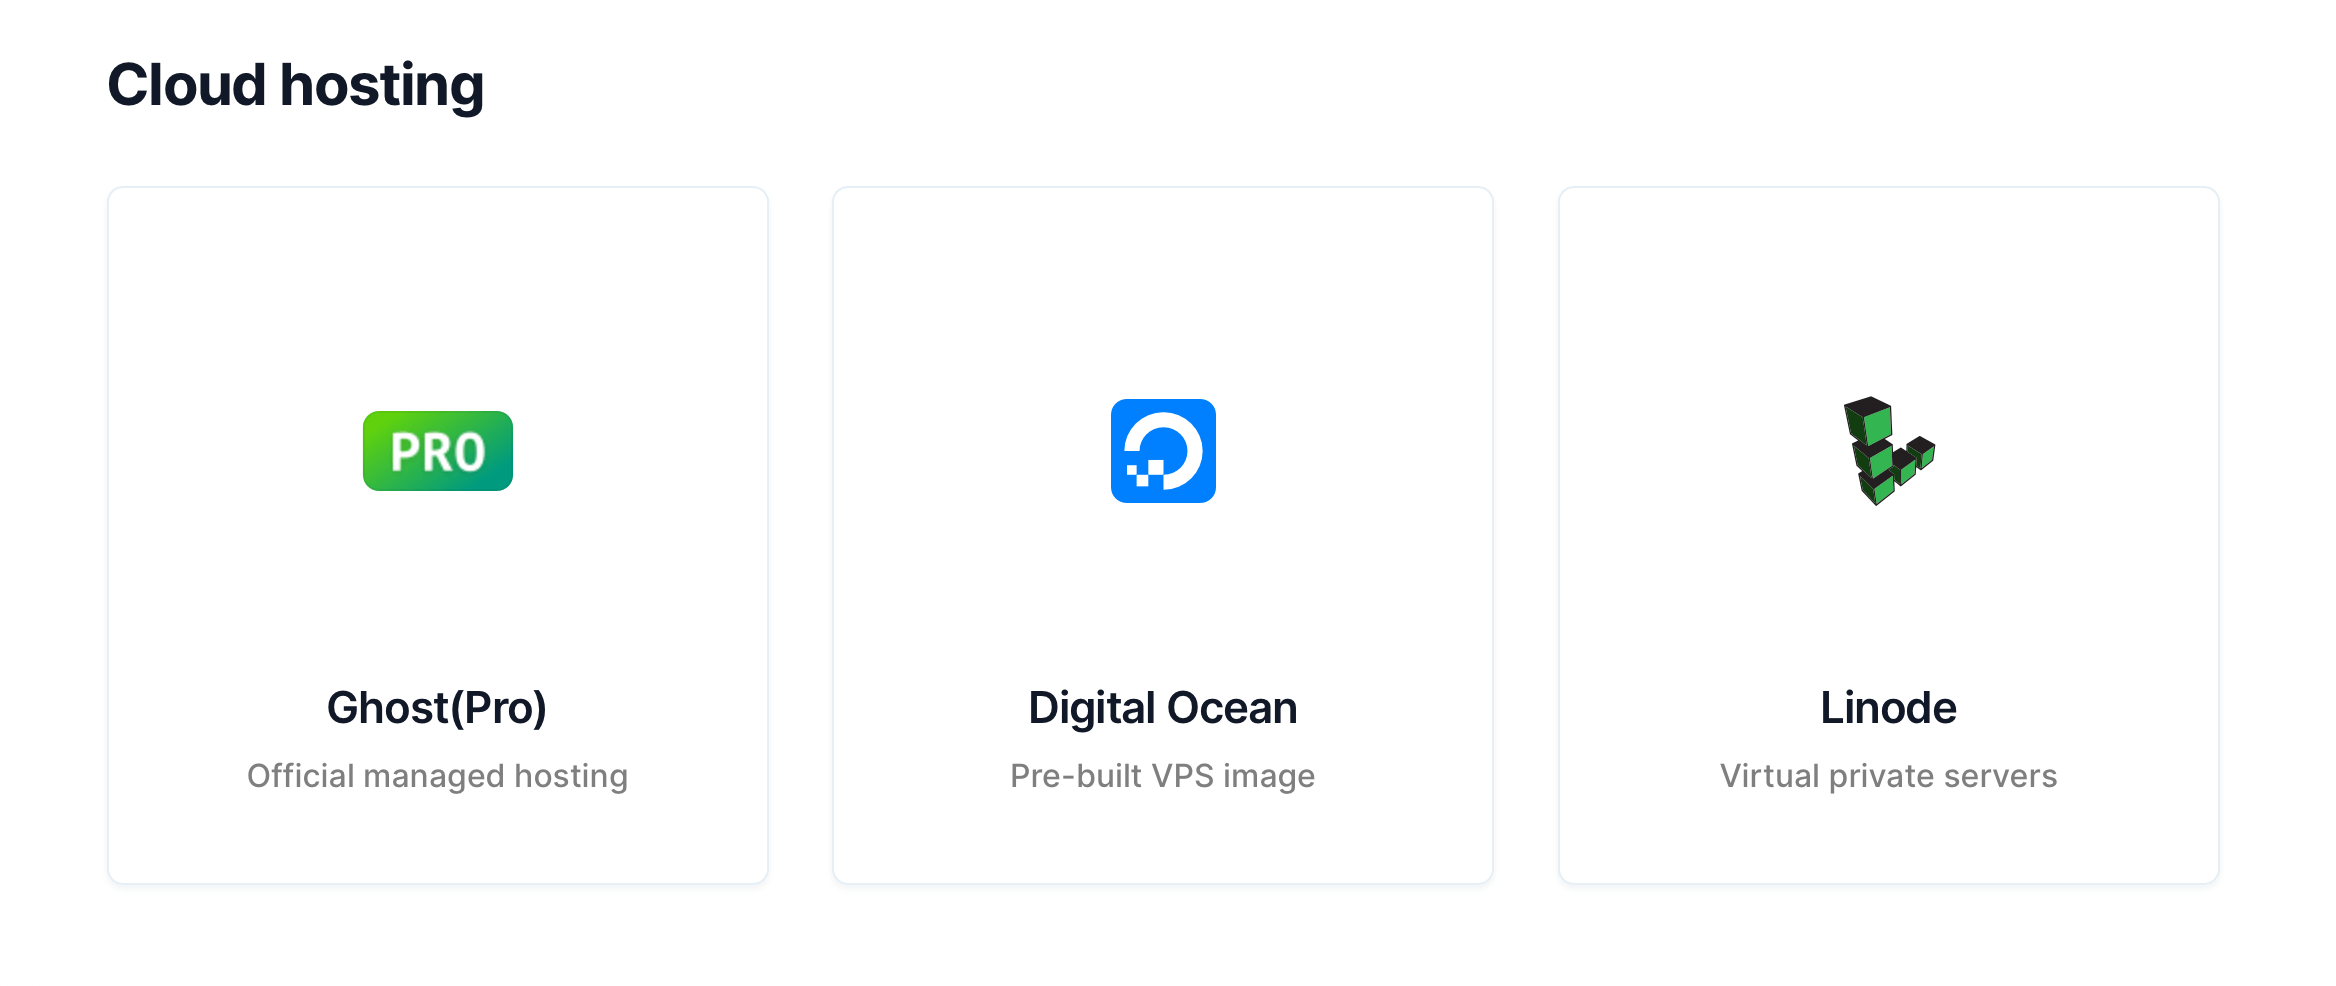 Cloud hosting
PRO
Ghost(Pro)
Official managed hosting
Digital Ocean
Pre-built VPS image
Linode
Virtual private servers